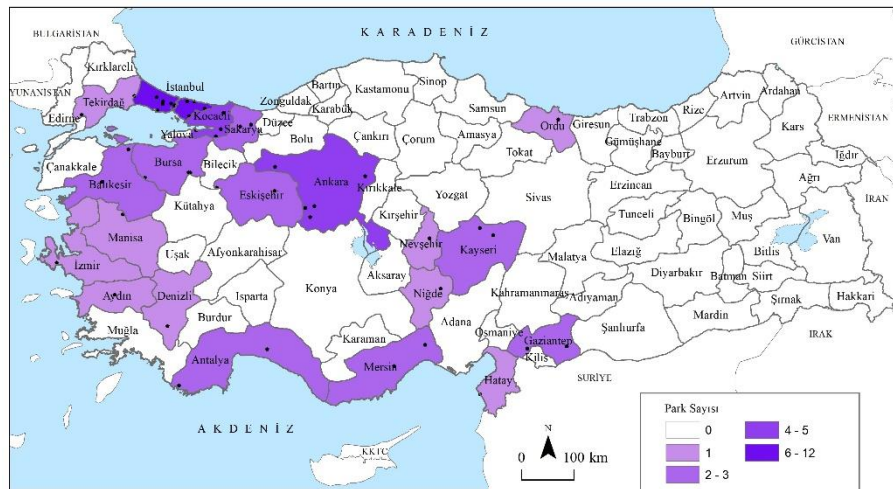 BULGARİSTAN
KARADENİZ
GÜRCİSTAN
YUNANİSTAN
Kırklareli
Tekirdağ
Edirne
İstanbul
Kocaeli
Yalova
Sakarya
Düzce
Zonguldak
Bartın
Karabük
Kastamonu
Sinop
Samsun
Ordu
Giresun
Trabzon
Rize
Artvin
Ardahan
Kars
ERMENİSTAN
Iğdır
Çanakkale
Balıkesir
Bursa
Bileçik
Bolu
Çankırı
Çorum
Amasya
Tokat
Gümüşhane
Bayburt
Erzurum
Ağrı
İRAN
Kütahya
Eskişehir
Ankara
Kırıkkale
Yozgat
Sivas
Erzincan
Tunceli
Bingöl
Muş
Van
Bitlis
Manisa
Uşak
Afyonkarahisar
Kırşehir
Nevşehir
Kayseri
Malatya
Elazığ
Diyarbakır
Batman
Siirt
Hakkari
Şırnak
İzmir
Aydın
Denizli
Isparta
Burdur
Konya
Aksaray
Niğde
Kahramanmaraş
Adıyaman
Şanlıurfa
Mardin
IRAK
Muğla
Antalya
Karaman
Mersin
Adana
Osmaniye
Gaziantep
Kilis
Hatay
SURİYE
AKDENİZ
KKTC
N
0 100 km
Park Sayısı
0
1
2 - 3
4 - 5
6 - 12